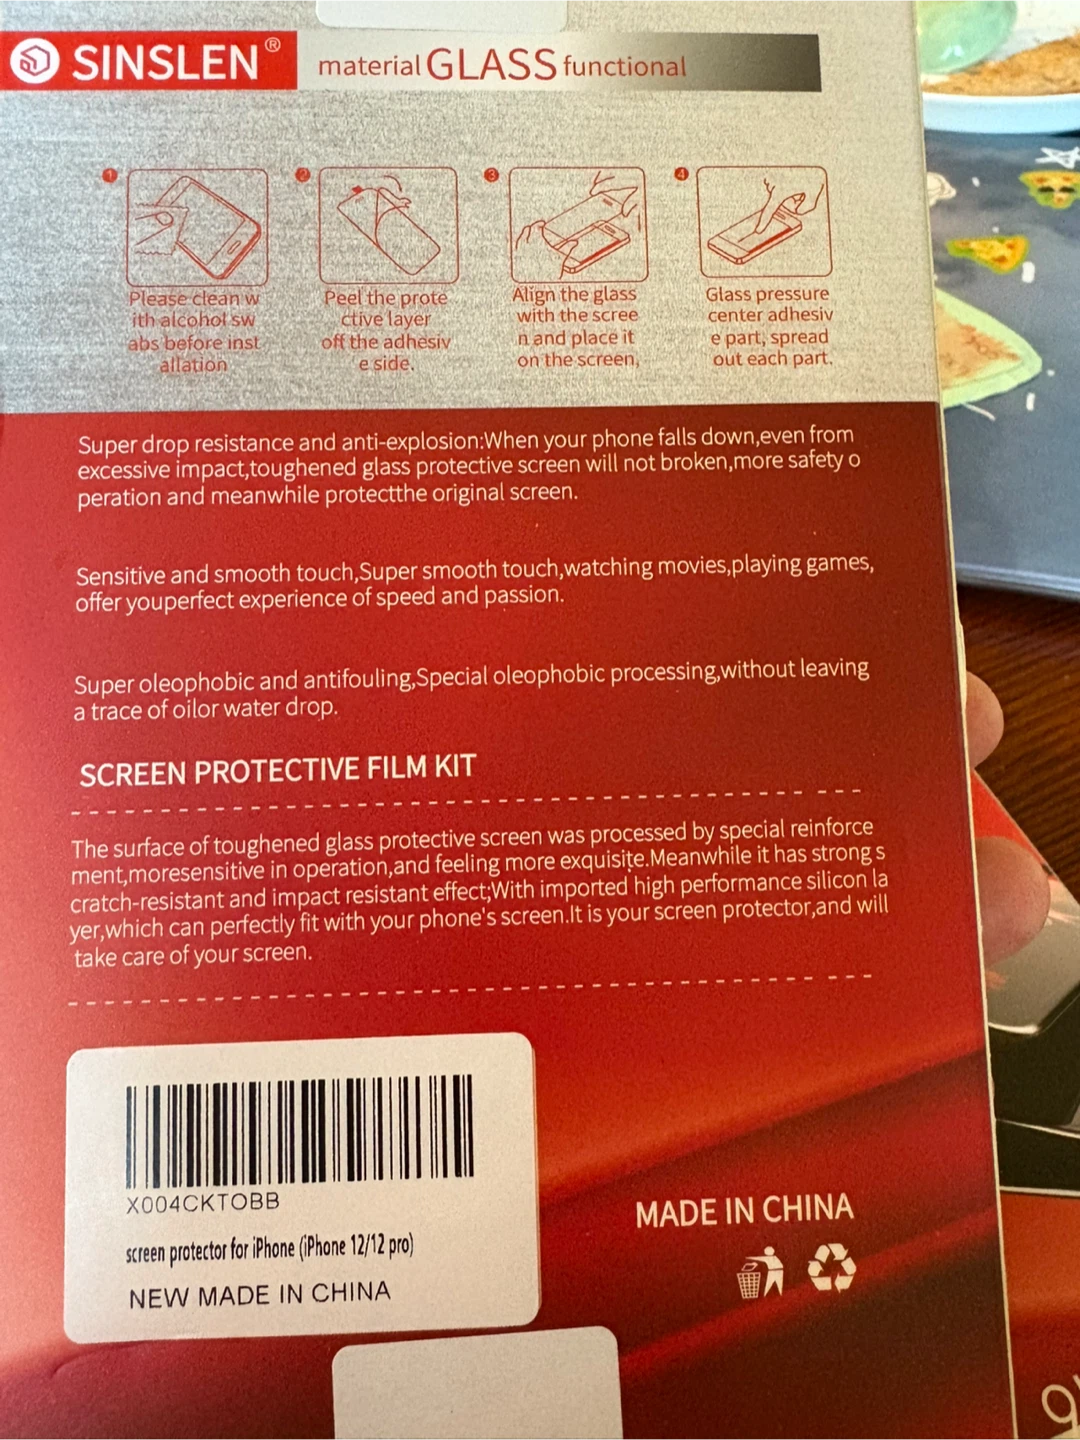 SINSLEN®
material GLASS functional
1
2
3
4
Please clean w
ith alcohol sw
abs before inst
allation
Peel the prote
ctive layer
off the adhesiv
e side.
Align the glass
with the scree
n and place it
on the screen,
Glass pressure
center adhesiv
e part, spread
out each part.
Super drop resistance and anti-explosion:When your phone falls down,even from
excessive impact,toughened glass protective screen will not broken,more safety o
peration and meanwhile protectthe original screen.
Sensitive and smooth touch,Super smooth touch,watching movies,playing games,
offer youperfect experience of speed and passion.
Super oleophobic and antifouling,Special oleophobic processing,without leaving
a trace of oilor water drop.
SCREEN PROTECTIVE FILM KIT
The surface of toughened glass protective screen was processed by special reinforce
ment,moresensitive in operation,and feeling more exquisite.Meanwhile it has strong s
cratch-resistant and impact resistant effect;With imported high performance silicon la
yer,which can perfectly fit with your phone's screen.It is your screen protector,and will
take care of your screen.
X004CKTOBB
screen protector for iPhone (iPhone 12/12 pro)
NEW MADE IN CHINA
MADE IN CHINA